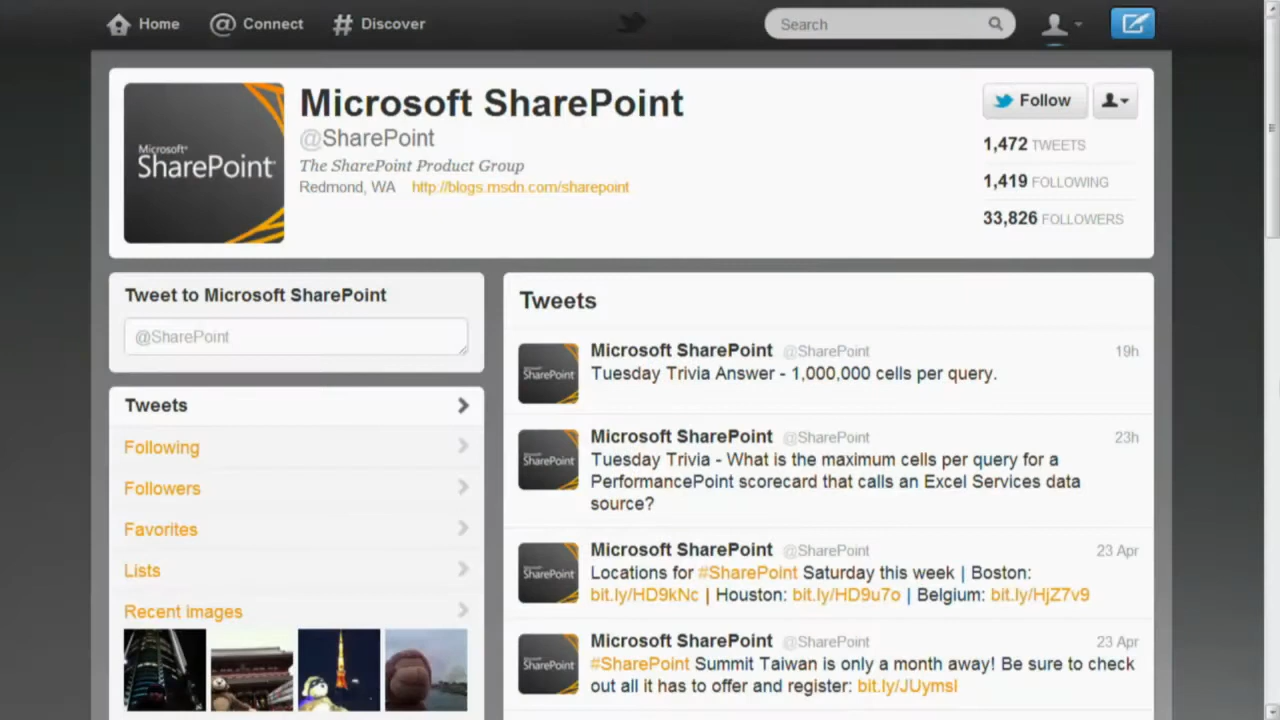 Home @ Connect # Discover
Search
Microsoft®
SharePoint
Microsoft SharePoint
@SharePoint
The SharePoint Product Group
Redmond, WA http://blogs.msdn.com/sharepoint
Follow
1,472 TWEETS
1,419 FOLLOWING
33,826 FOLLOWERS
Tweet to Microsoft SharePoint
@SharePoint
Tweets
Following
Followers
Favorites
Lists
Recent images
Tweets
SharePoint
Microsoft SharePoint @SharePoint 19h
Tuesday Trivia Answer - 1,000,000 cells per query.
SharePoint
Microsoft SharePoint @SharePoint 23h
Tuesday Trivia - What is the maximum cells per query for a
PerformancePoint scorecard that calls an Excel Services data
source?
SharePoint
Microsoft SharePoint @SharePoint 23 Apr
Locations for #SharePoint Saturday this week | Boston:
bit.ly/HD9kNc | Houston: bit.ly/HD9u7o | Belgium: bit.ly/HjZ7v9
SharePoint
Microsoft SharePoint @SharePoint 23 Apr
#SharePoint Summit Taiwan is only a month away! Be sure to check
out all it has to offer and register: bit.ly/JUymsI